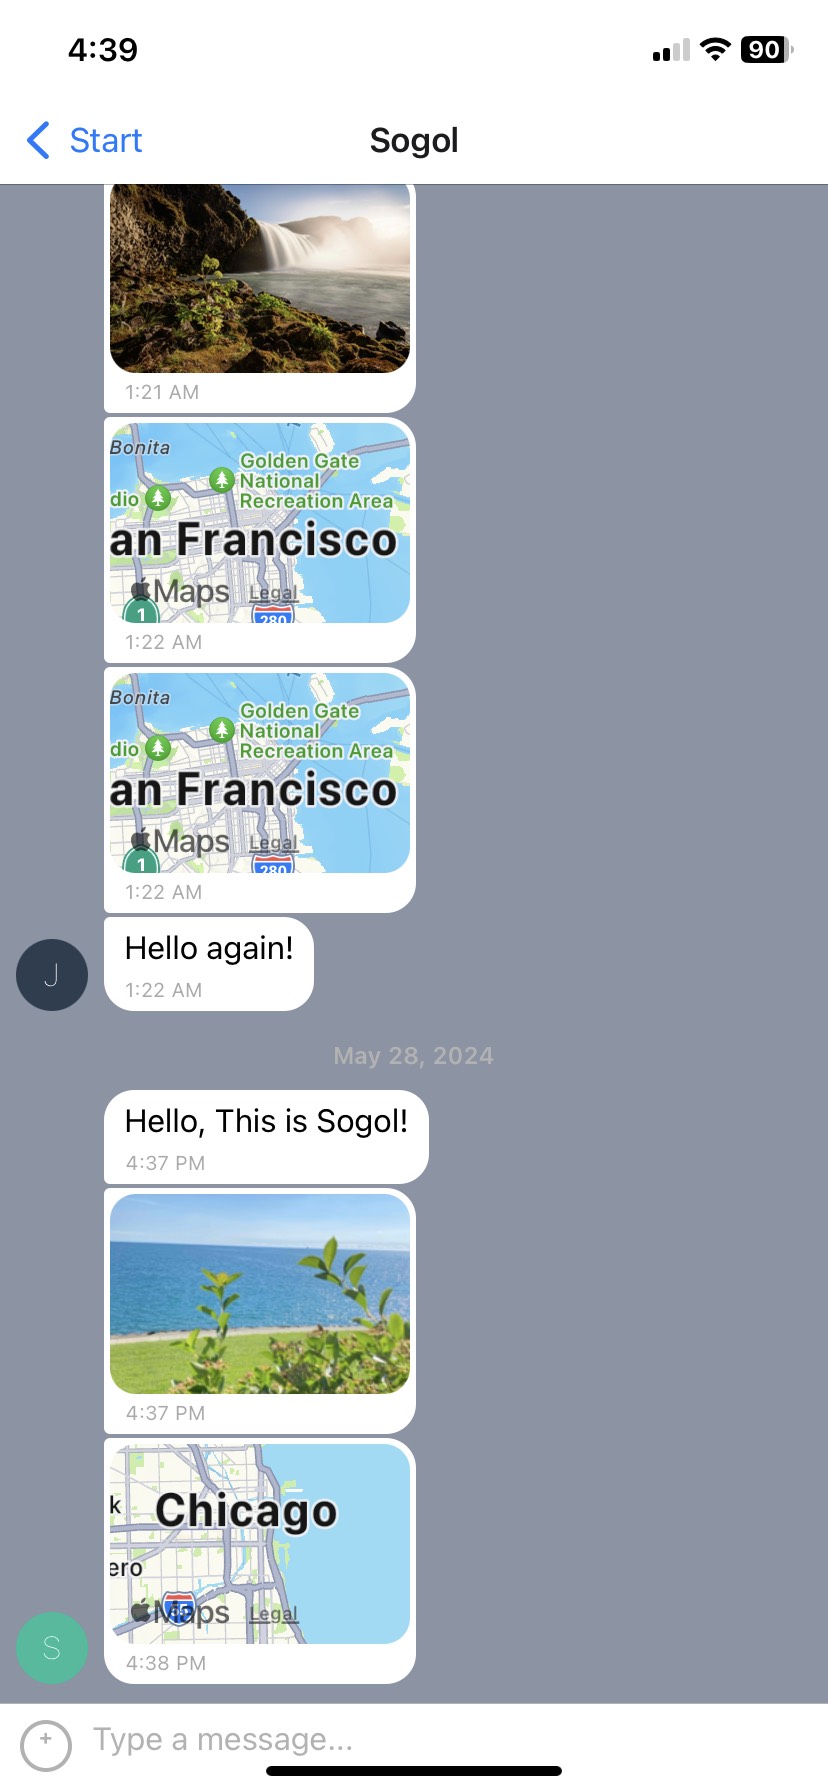 4:39
90
Start
Sogol
1:21 AM
Bonita
Golden Gate
National
Recreation Area
dio
an Francisco
Maps Legal
1
280
1:22 AM
Bonita
Golden Gate
National
Recreation Area
dio
an Francisco
Maps Legal
1
280
1:22 AM
Hello again!
J
1:22 AM
May 28, 2024
Hello, This is Sogol!
4:37 PM
4:37 PM
k
Chicago
ero
Maps Legal
55
S
4:38 PM
+
Type a message...